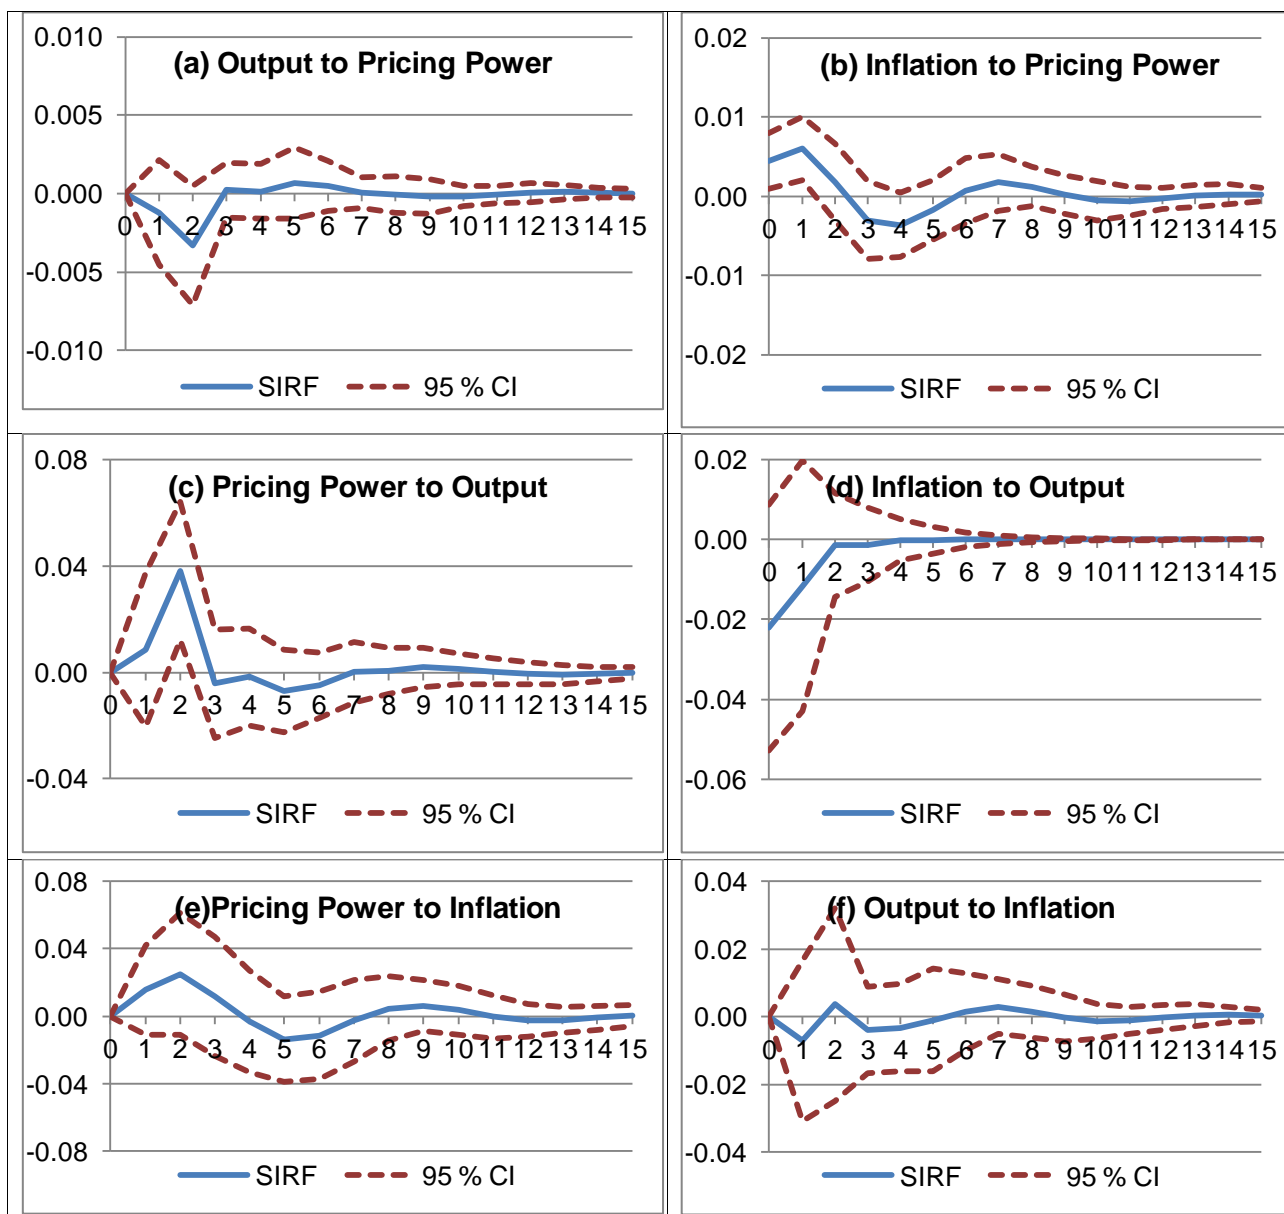 (a) Output to Pricing Power
0.010
0.005
0.000
-0.005
-0.010
0 1 2 3 4 5 6 7 8 9 10 11 12 13 14 15
SIRF 95 % CI
(b) Inflation to Pricing Power
0.02
0.01
0.00
-0.01
-0.02
0 1 2 3 4 5 6 7 8 9 10 11 12 13 14 15
SIRF 95 % CI
(c) Pricing Power to Output
0.08
0.04
0.00
-0.04
0 1 2 3 4 5 6 7 8 9 10 11 12 13 14 15
SIRF 95 % CI
(d) Inflation to Output
0.02
0.00
-0.02
-0.04
-0.06
0 1 2 3 4 5 6 7 8 9 10 11 12 13 14 15
SIRF 95 % CI
(e)Pricing Power to Inflation
0.08
0.04
0.00
-0.04
-0.08
0 1 2 3 4 5 6 7 8 9 10 11 12 13 14 15
SIRF 95 % CI
(f) Output to Inflation
0.04
0.02
0.00
-0.02
-0.04
0 1 2 3 4 5 6 7 8 9 10 11 12 13 14 15
SIRF 95 % CI